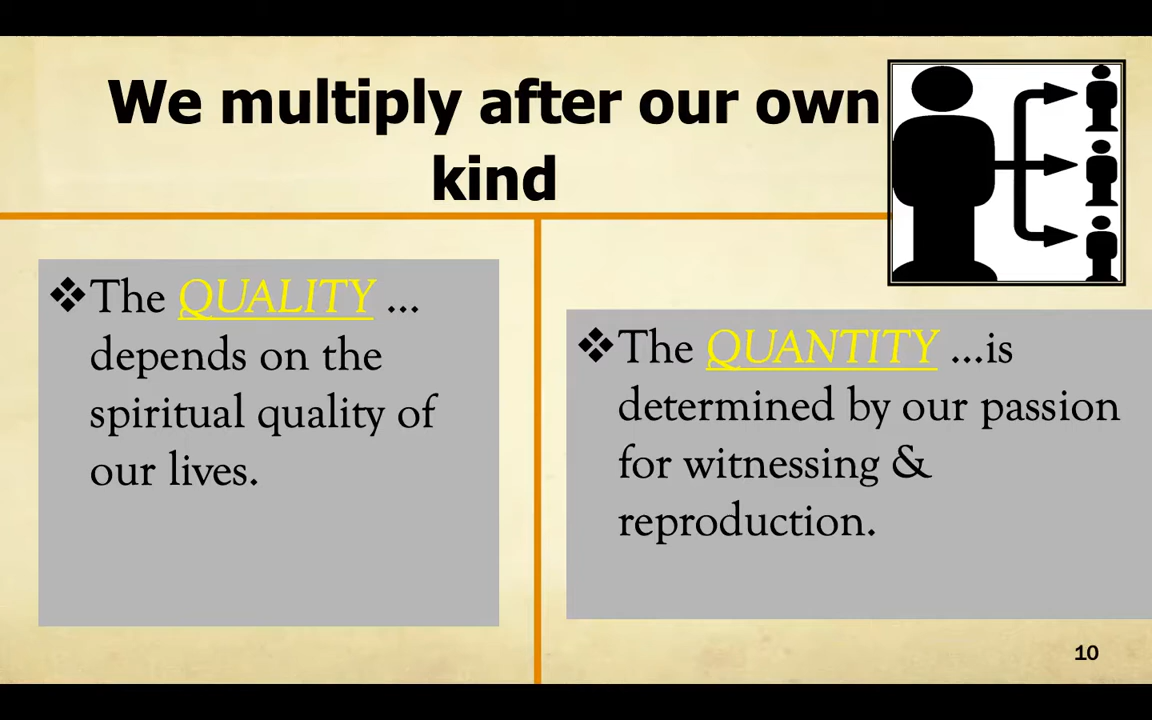 We multiply after our own
kind
❖The QUALITY ...
depends on the
spiritual quality of
our lives.
❖The QUANTITY ...is
determined by our passion
for witnessing &
reproduction.
10